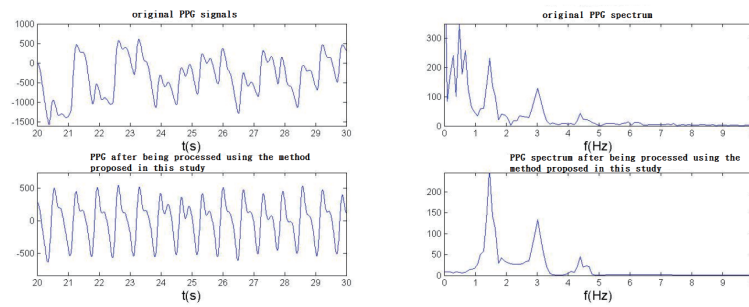 original PPG signals
1000
500
0
-500
-1000
-1500
20 21 22 23 24 25 26 27 28 29 30
t(s)
original PPG spectrum
300
200
100
0
0 1 2 3 4 5 6 7 8 9
f(Hz)
PPG after being processed using the method
proposed in this study
500
0
-500
20 21 22 23 24 25 26 27 28 29 30
t(s)
PPG spectrum after being processed using the
method proposed in this study
200
150
100
50
0
0 1 2 3 4 5 6 7 8 9
f(Hz)